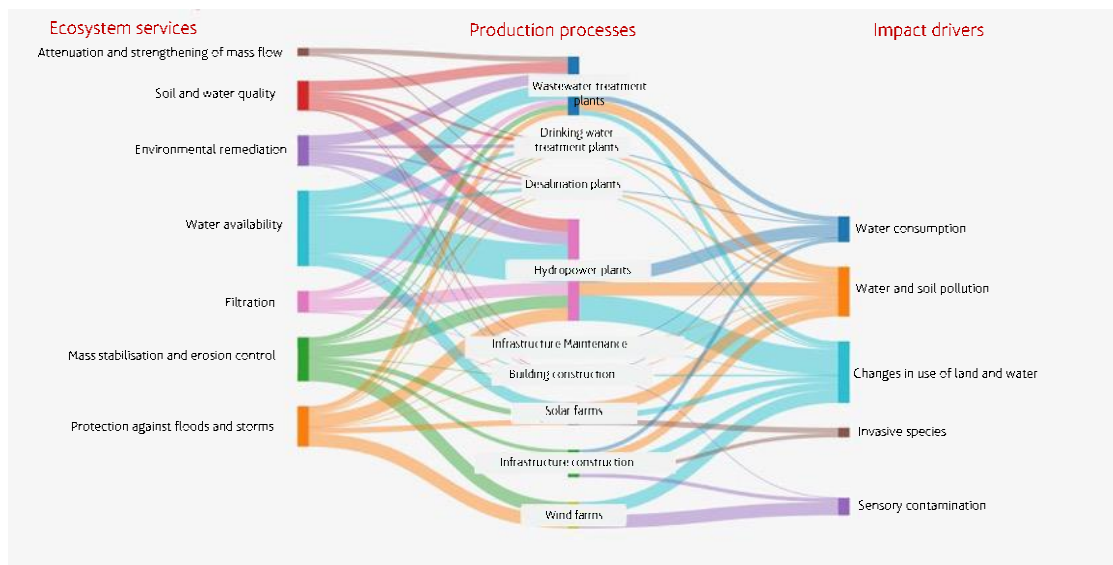 Ecosystem services
Production processes
Impact drivers
Attenuation and strengthening of mass flow
Soil and water quality
Environmental remediation
Water availability
Filtration
Mass stabilisation and erosion control
Protection against floods and storms
Wastewater treatment
plants
Drinking water
treatment plants
Desalination plants
Hydropower plants
Infrastructure Maintenance
Building construction
Solar farms
Infrastructure construction
Wind farms
Water consumption
Water and soil pollution
Changes in use of land and water
Invasive species
Sensory contamination